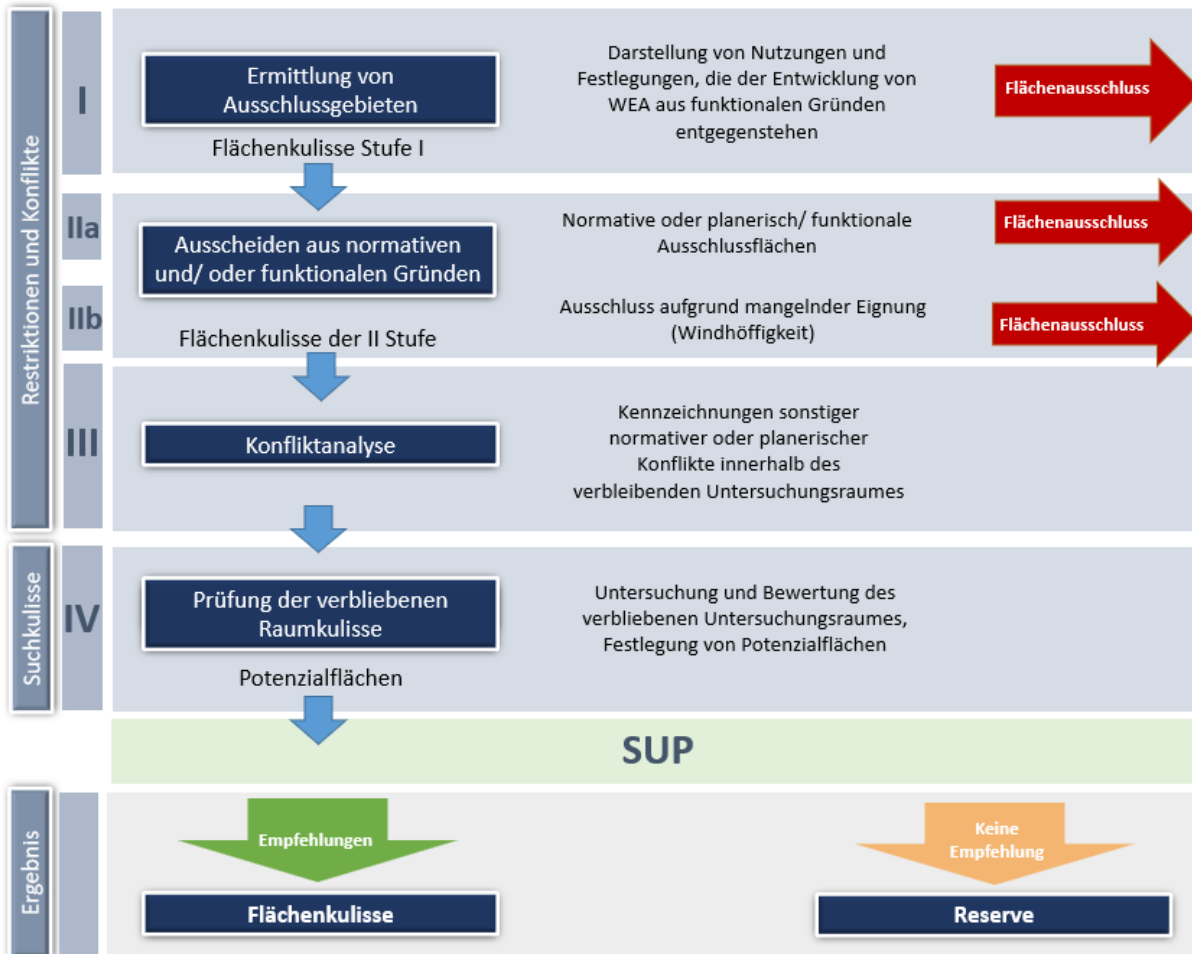 Restriktionen und Konflikte
I
Ermittlung von
Ausschlussgebieten
Flächenkulisse Stufe I
Darstellung von Nutzungen und
Festlegungen, die der Entwicklung von
WEA aus funktionalen Gründen
entgegenstehen
Flächenausschluss
IIa
Ausscheiden aus normativen
und/ oder funktionalen Gründen
Normative oder planerisch/ funktionale
Ausschlussflächen
Flächenausschluss
IIb
Flächenkulisse der II Stufe
Ausschluss aufgrund mangelnder Eignung
(Windhöffigkeit)
Flächenausschluss
III
Konfliktanalyse
Kennzeichnungen sonstiger
normativer oder planerischer
Konflikte innerhalb des
verbleibenden Untersuchungsraumes
Suchkulisse
IV
Prüfung der verbliebenen
Raumkulisse
Potenzialflächen
Untersuchung und Bewertung des
verbliebenen Untersuchungsraumes,
Festlegung von Potenzialflächen
SUP
Ergebnis
Empfehlungen
Flächenkulisse
Keine
Empfehlung
Reserve